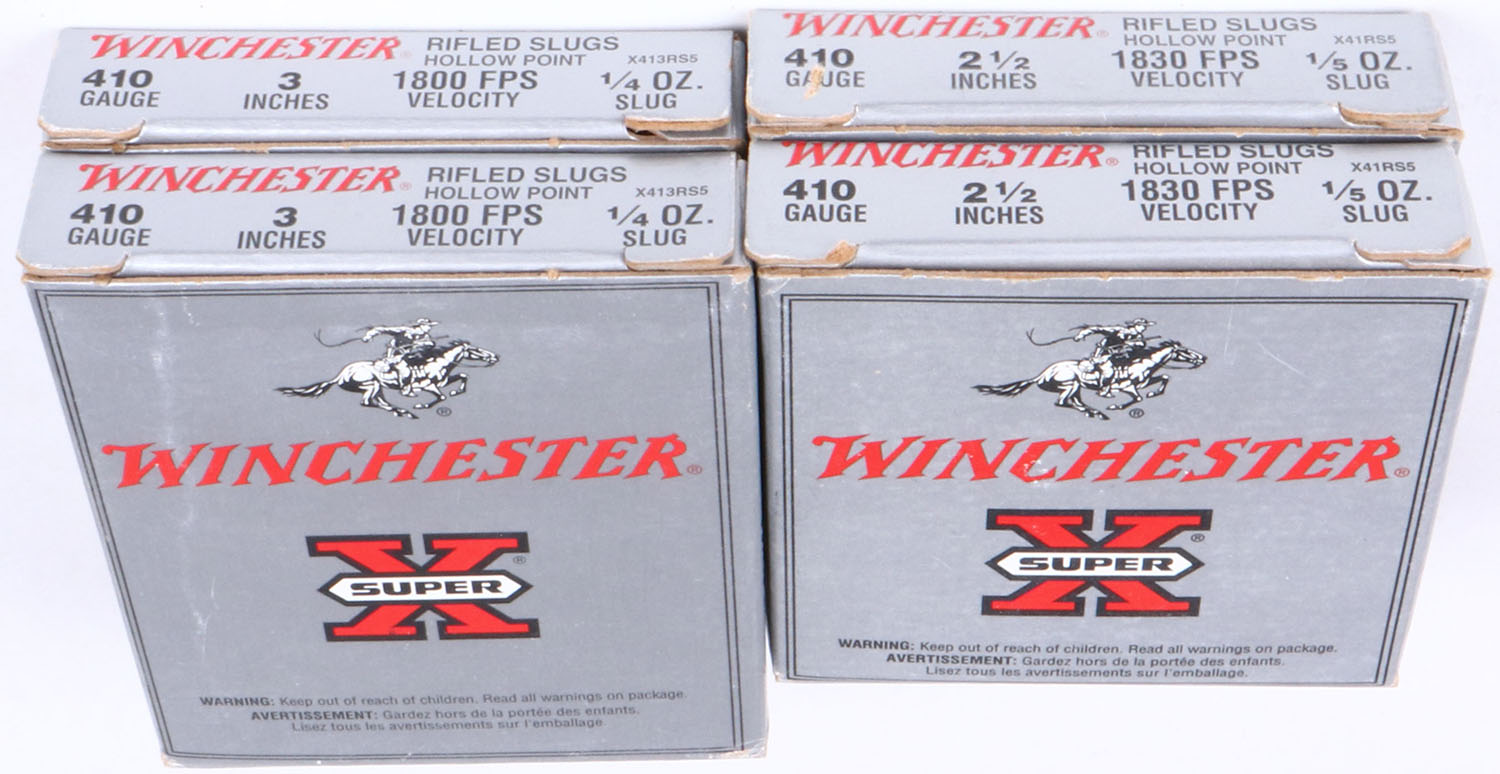 WINCHESTER® RIFLED SLUGS
HOLLOW POINT X413RS5
410 3 1800 FPS 1/4 OZ.
GAUGE INCHES VELOCITY SLUG
WINCHESTER® RIFLED SLUGS
HOLLOW POINT X413RS5
410 3 1800 FPS 1/4 OZ.
GAUGE INCHES VELOCITY SLUG
®
WINCHESTER®
X®
SUPER
WARNING: Keep out of reach of children. Read all warnings on package.
AVERTISSEMENT: Gardez hors de la portée des enfants.
Lisez tous les avertissements sur l'emballage
WINCHESTER® RIFLED SLUGS
HOLLOW POINT X41RS5
410 2 1/2 1830 FPS 1/5 OZ.
GAUGE INCHES VELOCITY SLUG
WINCHESTER® RIFLED SLUGS
HOLLOW POINT X41RS5
410 2 1/2 1830 FPS 1/5 OZ.
GAUGE INCHES VELOCITY SLUG
®
WINCHESTER®
X®
SUPER
WARNING: Keep out of reach of children. Read all warnings on package.
AVERTISSEMENT: Gardez hors de la portée des enfants.
Lisez tous les avertissements sur l'emballage.